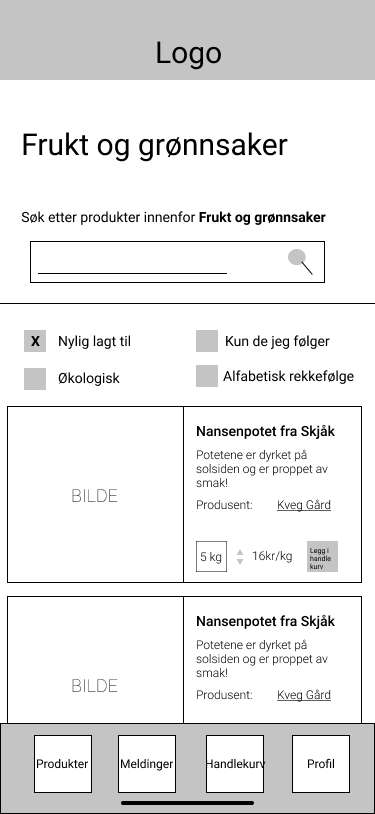 Logo
Frukt og grønnsaker
Søk etter produkter innenfor Frukt og grønnsaker
X Nylig lagt til
Kun de jeg følger
Økologisk
Alfabetisk rekkefølge
BILDE
Nansenpotet fra Skjåk
Potetene er dyrket på
solsiden og er proppet av
smak!
Produsent: Kveg Gård
5 kg 16kr/kg
Legg i
handle
kurv
BILDE
Nansenpotet fra Skjåk
Potetene er dyrket på
solsiden og er proppet av
smak!
Produsent: Kveg Gård
Produkter Meldinger Handlekurv Profil